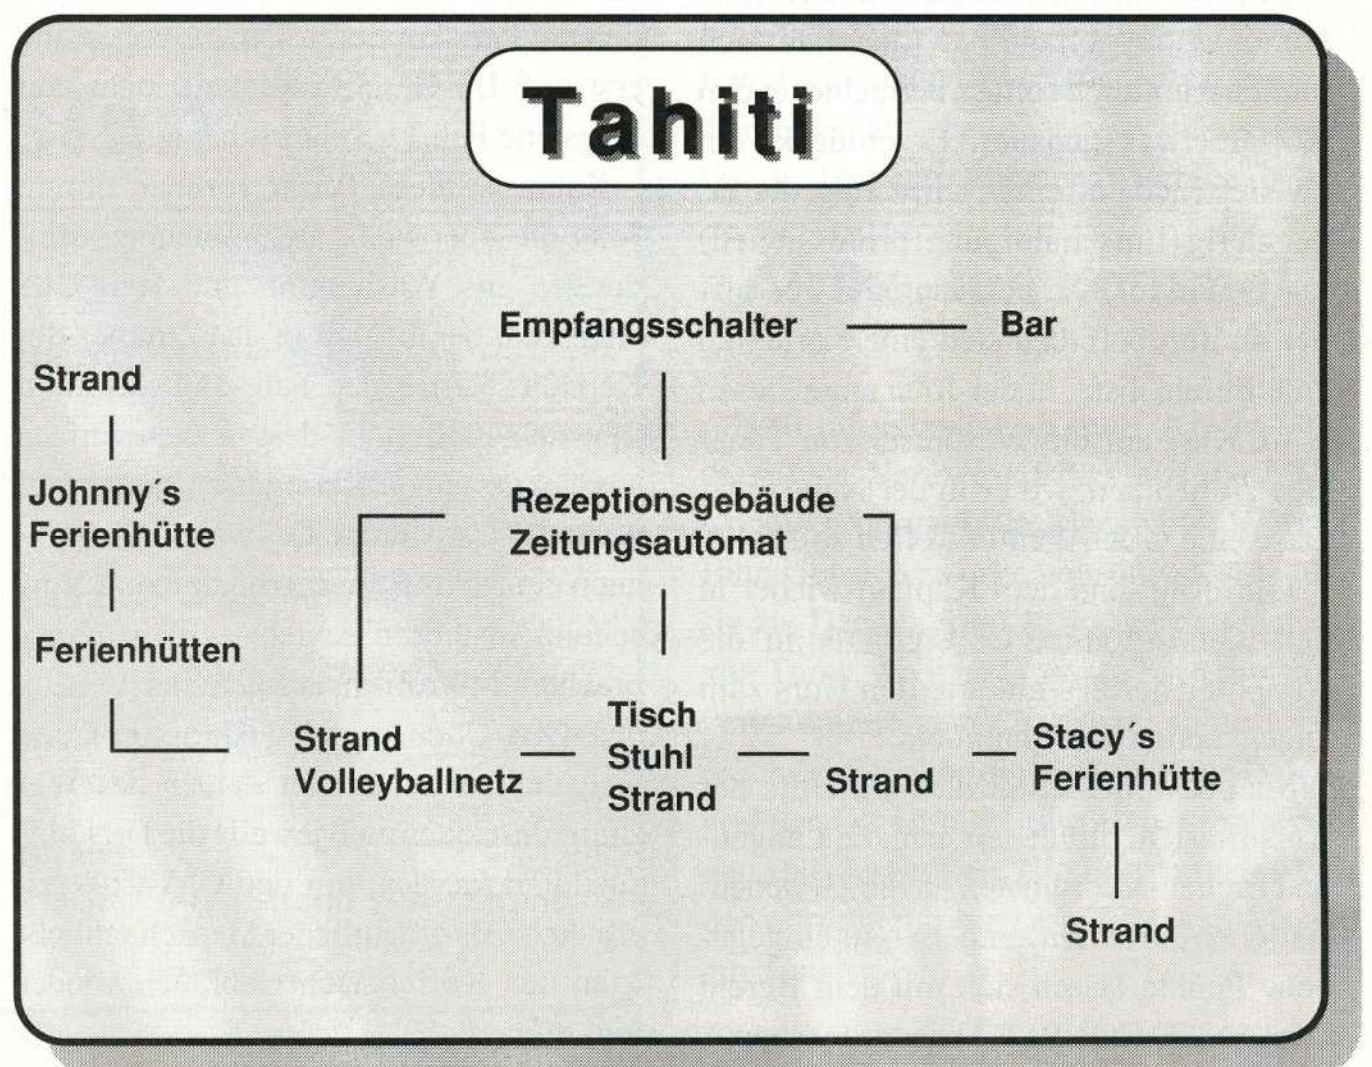 Tahiti
Empfangsschalter
Bar
Strand
Johnny´s
Ferienhütte
Rezeptionsgebäude
Zeitungsautomat
Ferienhütten
Strand
Volleyballnetz
Tisch
Stuhl
Strand
Strand
Stacy´s
Ferienhütte
Strand